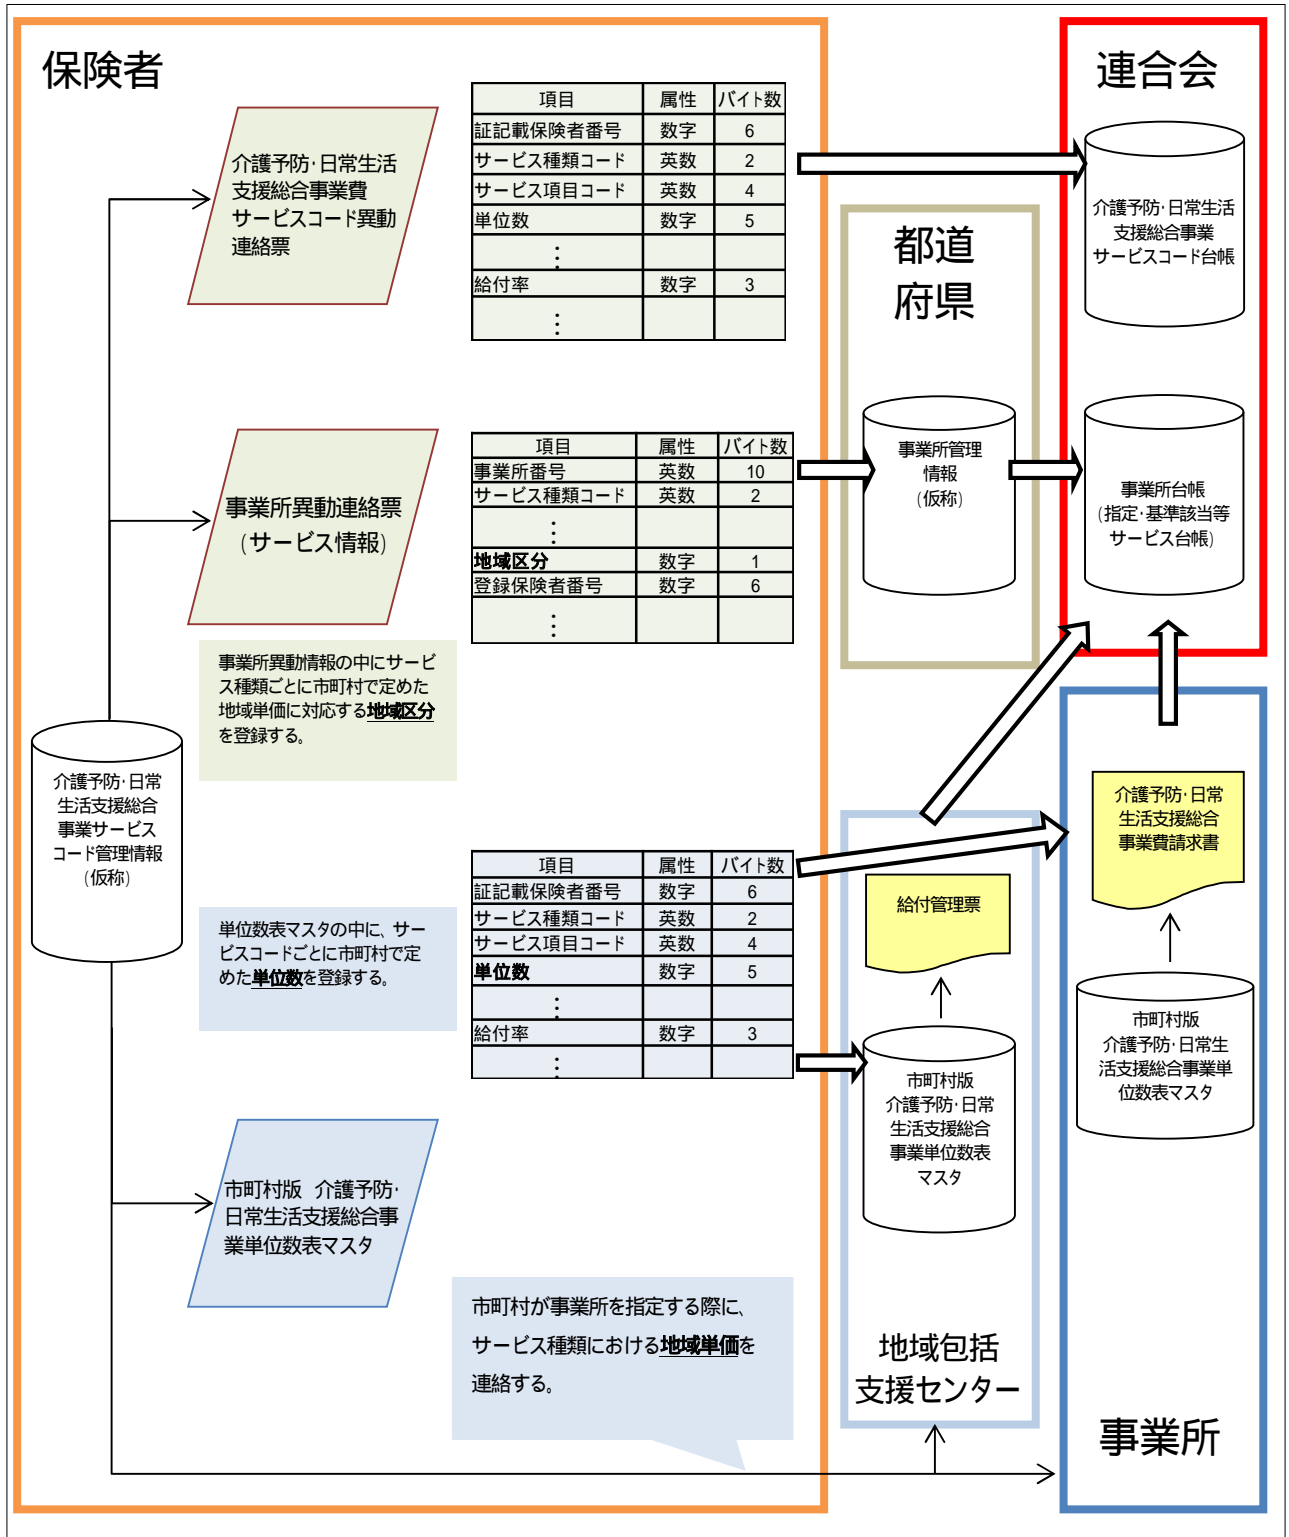 保険者
介護予防・日常生活
支援総合事業費
サービスコード異動
連絡票
項目 属性 バイト数
証記載保険者番号 数字 6
サービス種類コード 英数 2
サービス項目コード 英数 4
単位数 数字 5
：
給付率 数字 3
：
連合会
介護予防・日常生活
支援総合事業
サービスコード台帳
都道
府県
事業所管理
情報
(仮称)
事業所台帳
(指定・基準該当等
サービス台帳)
事業所異動連絡票
(サービス情報)
項目 属性 バイト数
事業所番号 英数 10
サービス種類コード 英数 2
：
地域区分 数字 1
登録保険者番号 数字 6
：
事業所異動情報の中にサービ
ス種類ごとに市町村で定めた
地域単価に対応する地域区分
を登録する。
介護予防・日常
生活支援総合
事業サービス
コード管理情報
(仮称)
単位数表マスタの中に、サー
ビスコードごとに市町村で定
めた単位数を登録する。
項目 属性 バイト数
証記載保険者番号 数字 6
サービス種類コード 英数 2
サービス項目コード 英数 4
単位数 数字 5
：
給付率 数字 3
：
給付管理票
市町村版
介護予防・日常
生活支援総合
事業単位数表
マスタ
地域包括
支援センター
介護予防・日常
生活支援総合
事業費請求書
市町村版
介護予防・日常生
活支援総合事業単
位数表マスタ
事業所
市町村版　介護予防・
日常生活支援総合事
業単位数表マスタ
市町村が事業所を指定する際に、
サービス種類における地域単価を
連絡する。